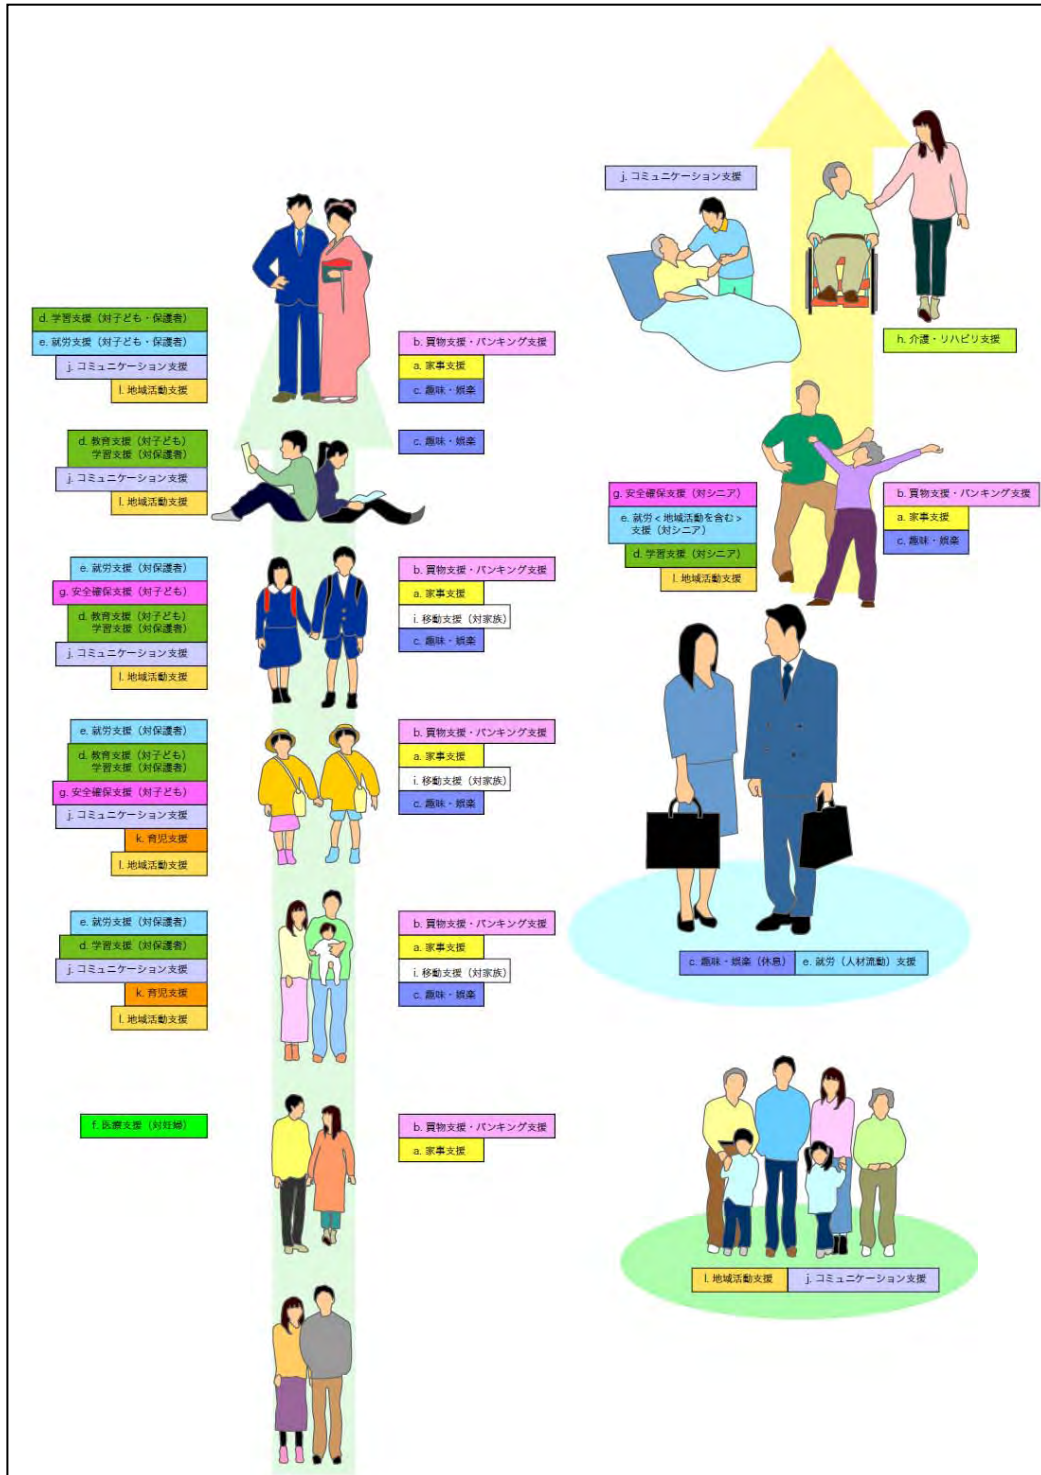 j. コミュニケーション支援
h. 介護・リハビリ支援
d. 学習支援（対子ども・保護者）
e. 就労支援（対子ども・保護者）
j. コミュニケーション支援
l. 地域活動支援
b. 買物支援・バンキング支援
a. 家事支援
c. 趣味・娯楽
d. 教育支援（対子ども）
学習支援（対保護者）
j. コミュニケーション支援
l. 地域活動支援
c. 趣味・娯楽
g. 安全確保支援（対シニア）
e. 就労＜地域活動を含む＞
支援（対シニア）
d. 学習支援（対シニア）
l. 地域活動支援
b. 買物支援・バンキング支援
a. 家事支援
c. 趣味・娯楽
e. 就労支援（対保護者）
g. 安全確保支援（対子ども）
d. 教育支援（対子ども）
学習支援（対保護者）
j. コミュニケーション支援
l. 地域活動支援
b. 買物支援・バンキング支援
a. 家事支援
i. 移動支援（対家族）
c. 趣味・娯楽
e. 就労支援（対保護者）
d. 教育支援（対子ども）
学習支援（対保護者）
g. 安全確保支援（対子ども）
j. コミュニケーション支援
k. 育児支援
l. 地域活動支援
b. 買物支援・バンキング支援
a. 家事支援
i. 移動支援（対家族）
c. 趣味・娯楽
e. 就労支援（対保護者）
d. 学習支援（対保護者）
j. コミュニケーション支援
k. 育児支援
l. 地域活動支援
b. 買物支援・バンキング支援
a. 家事支援
i. 移動支援（対家族）
c. 趣味・娯楽
c. 趣味・娯楽（休息）
e. 就労（人材流動）支援
f. 医療支援（対妊婦）
b. 買物支援・バンキング支援
a. 家事支援
l. 地域活動支援
j. コミュニケーション支援